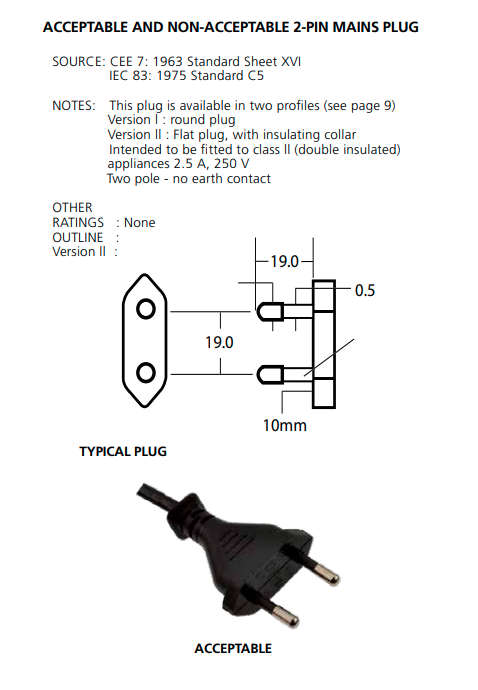 ACCEPTABLE AND NON-ACCEPTABLE 2-PIN MAINS PLUG
SOURCE: CEE 7: 1963 Standard Sheet XVI
IEC 83: 1975 Standard C5
NOTES: This plug is available in two profiles (see page 9)
Version l : round plug
Version ll : Flat plug, with insulating collar
Intended to be fitted to class ll (double insulated)
appliances 2.5 A, 250 V
Two pole - no earth contact
OTHER
RATINGS : None
OUTLINE :
Version ll :
19.0
0.5
19.0
10mm
TYPICAL PLUG
ACCEPTABLE